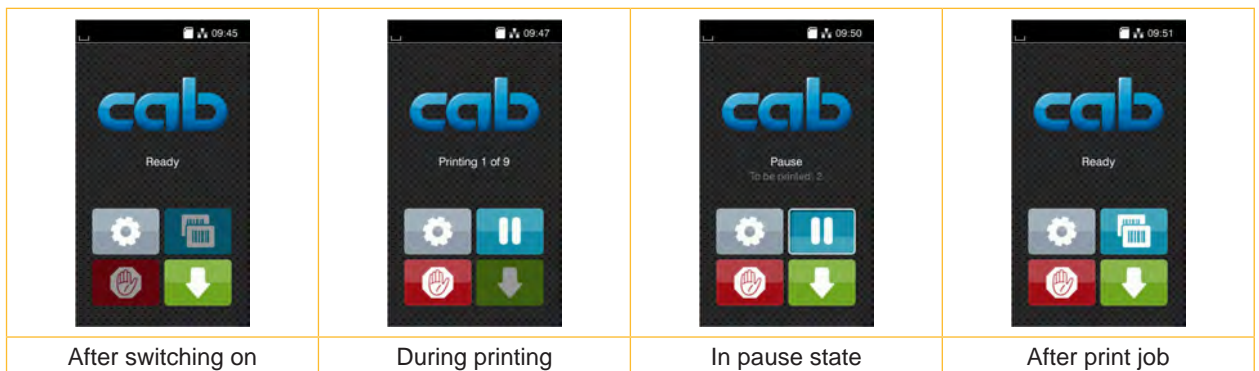 09:45
cab
Ready
After switching on
09:47
cab
Printing 1 of 9
During printing
09:50
cab
Pause
To be printed: 2
In pause state
09:51
cab
Ready
After print job